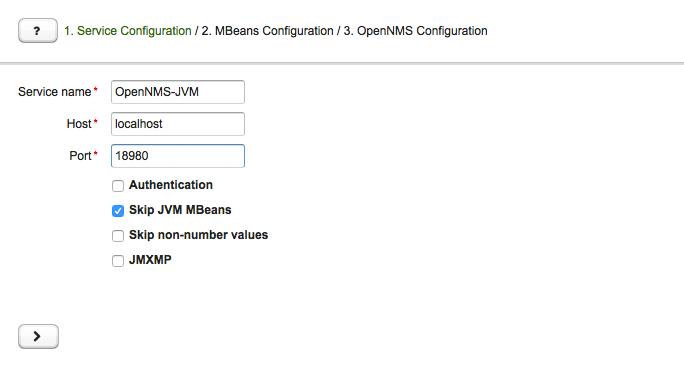 ? 1. Service Configuration / 2. MBeans Configuration / 3. OpenNMS Configuration
Service name* OpenNMS-JVM
Host* localhost
Port* 18980
Authentication
Skip JVM MBeans
Skip non-number values
JMXMP